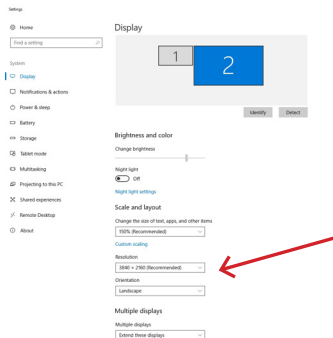 Settings
Home
Find a setting
System
Display
Notifications & actions
Power & sleep
Battery
Storage
Tablet mode
Multitasking
Projecting to this PC
Shared experiences
Remote Desktop
About
Display
1
2
Identify
Detect
Brightness and color
Change brightness
Night light
Off
Night light settings
Scale and layout
Change the size of text, apps, and other items
150% (Recommended)
Custom scaling
Resolution
3840 × 2160 (Recommended)
Orientation
Landscape
Multiple displays
Multiple displays
Extend these displays